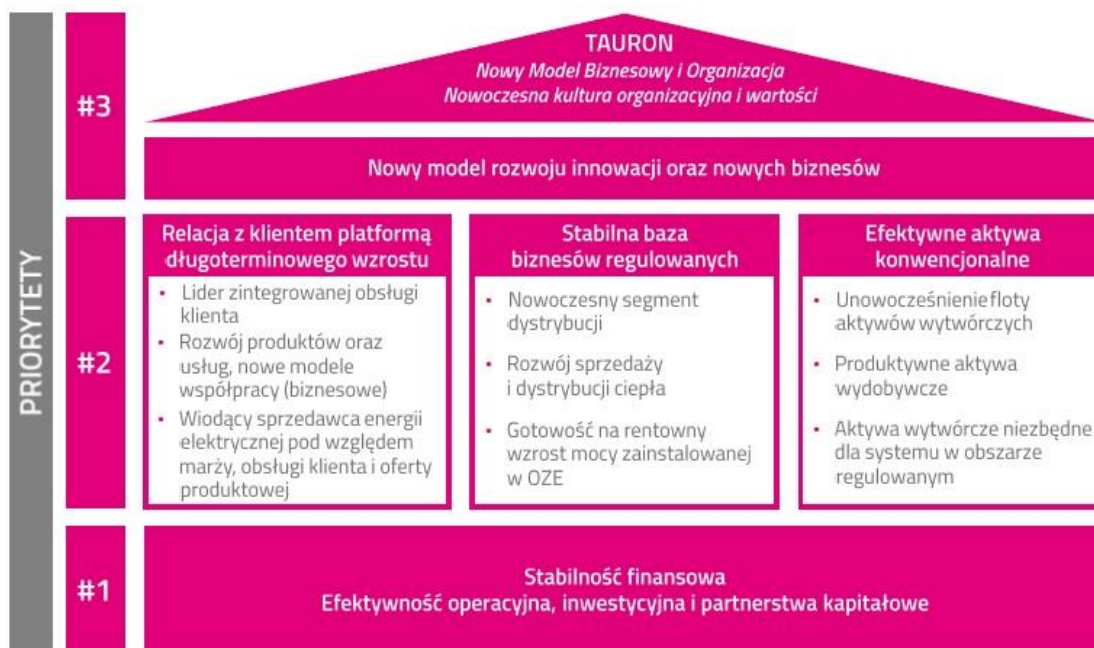 PRIORYTETY
#3
TAURON
Nowy Model Biznesowy i Organizacja
Nowoczesna kultura organizacyjna i wartości
Nowy model rozwoju innowacji oraz nowych biznesów
#2
Relacja z klientem platformą
długoterminowego wzrostu
• Lider zintegrowanej obsługi
klienta
• Rozwój produktów oraz
usług, nowe modele
współpracy (biznesowe)
• Wiodący sprzedawca energii
elektrycznej pod względem
marży, obsługi klienta i oferty
produktowej
Stabilna baza
biznesów regulowanych
• Nowoczesny segment
dystrybucji
• Rozwój sprzedaży
i dystrybucji ciepła
• Gotowość na rentowny
wzrost mocy zainstalowanej
w OZE
Efektywne aktywa
konwencjonalne
• Unowocześnienie floty
aktywów wytwórczych
• Produktywne aktywa
wydobywcze
• Aktywa wytwórcze niezbędne
dla systemu w obszarze
regulowanym
#1
Stabilność finansowa
Efektywność operacyjna, inwestycyjna i partnerstwa kapitałowe